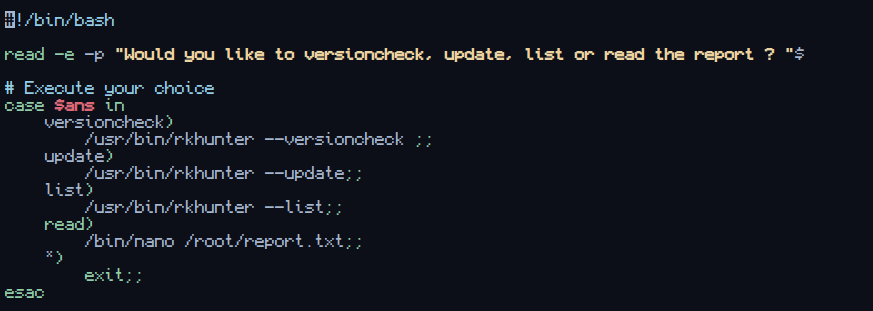 #!/bin/bash
read -e -p "Would you like to versioncheck, update, list or read the report ? "$
# Execute your choice
case $ans in
    versioncheck)
        /usr/bin/rkhunter --versioncheck ;;
    update)
        /usr/bin/rkhunter --update;;
    list)
        /usr/bin/rkhunter --list;;
    read)
        /bin/nano /root/report.txt;;
    *)
        exit;;
esac